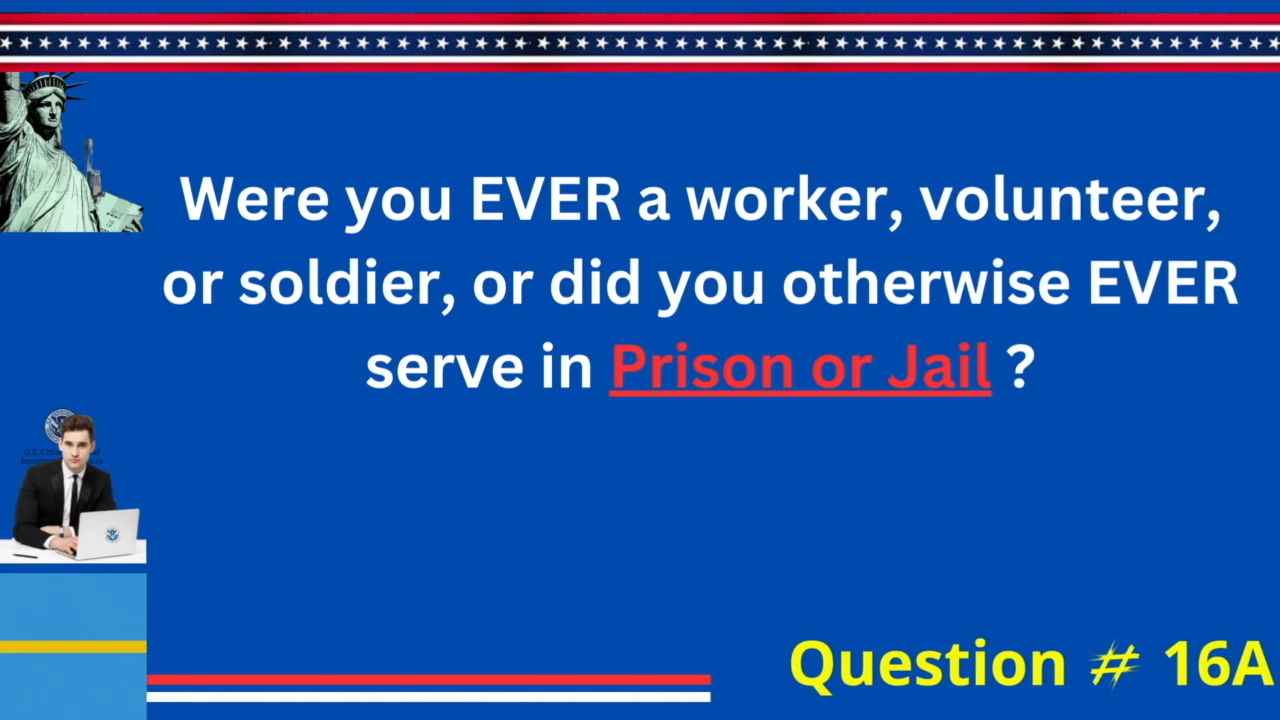 Were you EVER a worker, volunteer,
or soldier, or did you otherwise EVER
serve in Prison or Jail ?
U.S. Citi
Question # 16A